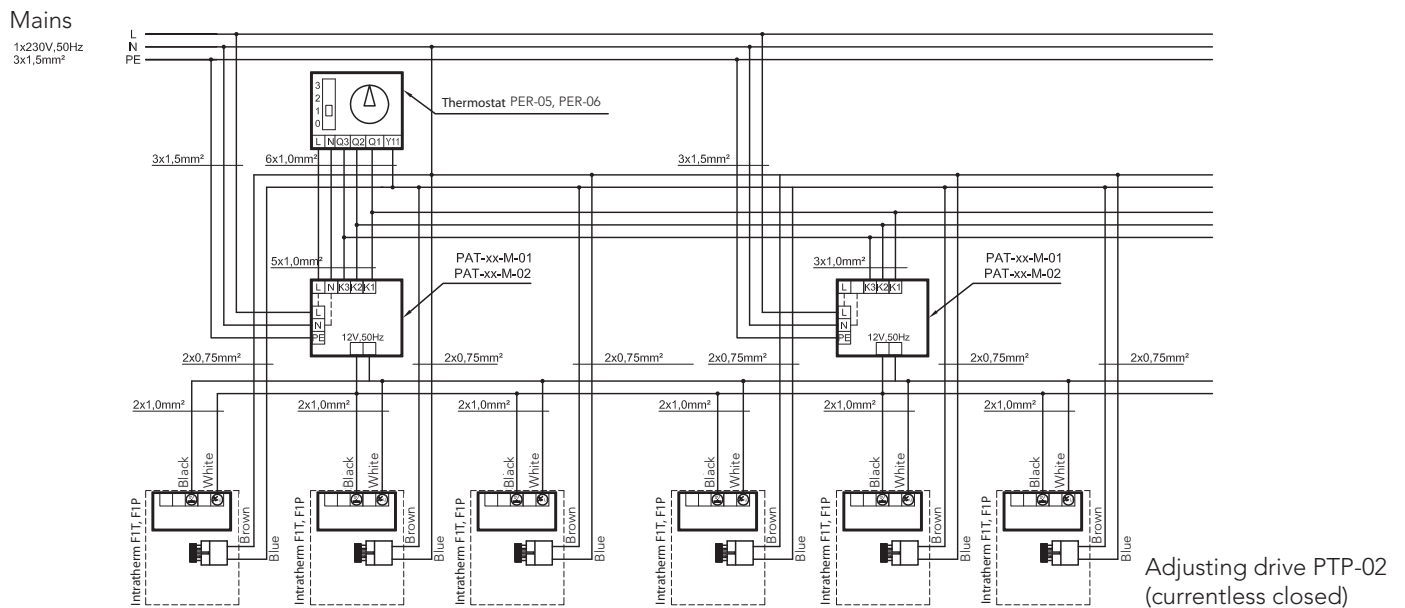 Mains
1x230V,50Hz
3x1,5mm²
L
N
PE
3
2
1
0
L N Q3 Q2 Q1 Y11
Thermostat PER-05, PER-06
3x1,5mm²
6x1,0mm²
3x1,5mm²
5x1,0mm²
PAT-xx-M-01
PAT-xx-M-02
3x1,0mm²
PAT-xx-M-01
PAT-xx-M-02
L N K3 K2 K1
L
N
PE
12V,50Hz
L K3 K2 K1
L
N
PE
12V,50Hz
2x0,75mm²
2x0,75mm²
2x0,75mm²
2x0,75mm²
2x0,75mm²
2x0,75mm²
2x1,0mm²
2x1,0mm²
2x1,0mm²
2x1,0mm²
2x1,0mm²
2x1,0mm²
Black
White
Black
White
Black
White
Black
White
Black
White
Black
White
Intratherm F1T, F1P
Brown
Blue
Intratherm F1T, F1P
Brown
Blue
Intratherm F1T, F1P
Brown
Blue
Intratherm F1T, F1P
Brown
Blue
Intratherm F1T, F1P
Brown
Blue
Intratherm F1T, F1P
Brown
Blue
Adjusting drive PTP-02
(currentless closed)